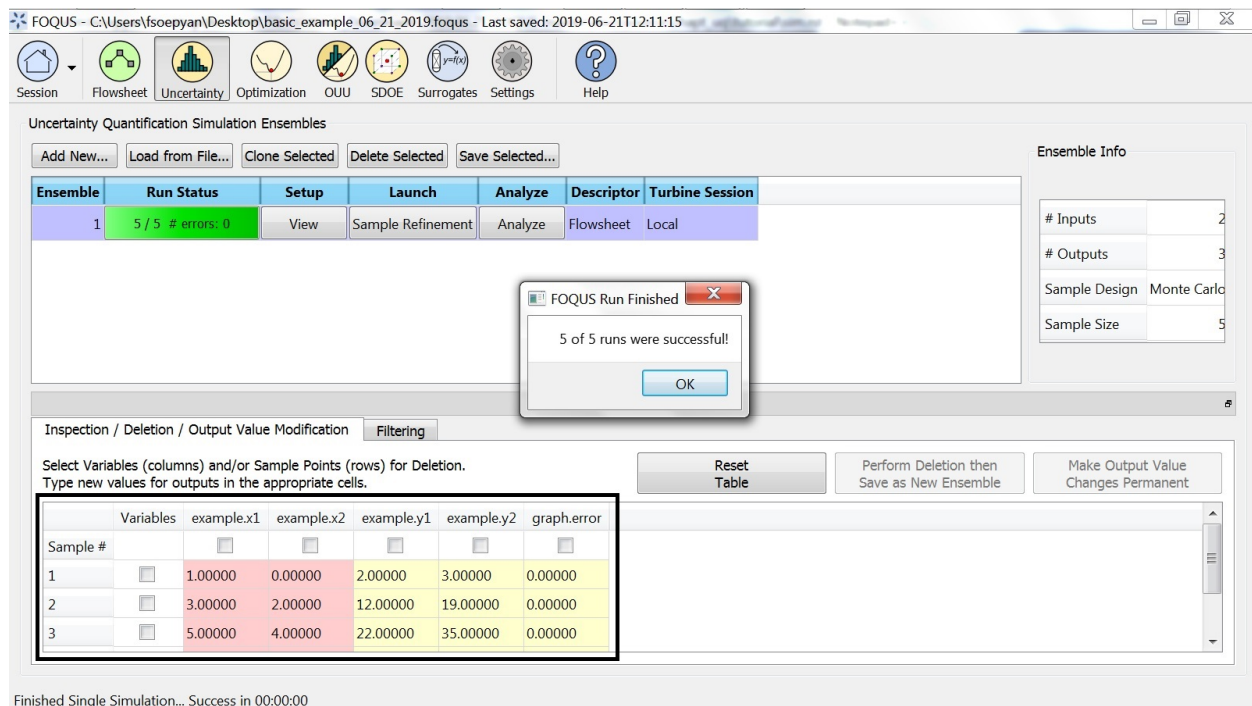 FOQUS - C:\Users\fsoepyan\Desktop\basic_example_06_21_2019.foqus - Last saved: 2019-06-21T12:11:15
Session Flowsheet Uncertainty Optimization OUU SDOE Surrogates Settings Help
y=f(x)
Uncertainty Quantification Simulation Ensembles
Add New... Load from File... Clone Selected Delete Selected Save Selected...
Ensemble Run Status Setup Launch Analyze Descriptor Turbine Session
1 5 / 5 # errors: 0 View Sample Refinement Analyze Flowsheet Local
Ensemble Info
# Inputs 2
# Outputs 3
Sample Design Monte Carlo
Sample Size 5
FOQUS Run Finished
5 of 5 runs were successful!
OK
Inspection / Deletion / Output Value Modification Filtering
Select Variables (columns) and/or Sample Points (rows) for Deletion.
Type new values for outputs in the appropriate cells.
Reset
Table
Perform Deletion then
Save as New Ensemble
Make Output Value
Changes Permanent
Variables example.x1 example.x2 example.y1 example.y2 graph.error
Sample #
1 1.00000 0.00000 2.00000 3.00000 0.00000
2 3.00000 2.00000 12.00000 19.00000 0.00000
3 5.00000 4.00000 22.00000 35.00000 0.00000
Finished Single Simulation... Success in 00:00:00